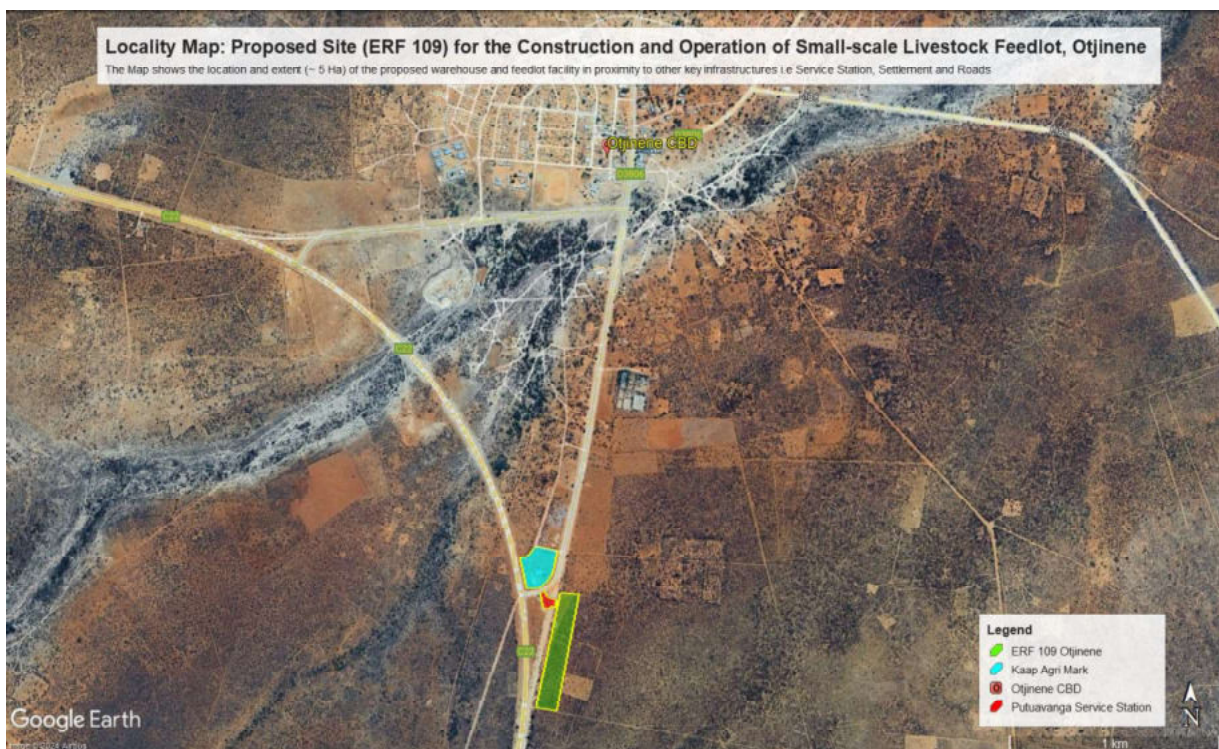 Locality Map: Proposed Site (ERF 109) for the Construction and Operation of Small-scale Livestock Feedlot, Otjinene
The Map shows the location and extent (~ 5 Ha) of the proposed warehouse and feedlot facility in proximity to other key infrastructures i.e Service Station, Settlement and Roads
Otjinene CBD
D3806
C22
C22
C22
Legend
ERF 109 Otjinene
Kaap Agri Mark
Otjinene CBD
Putuavanga Service Station
Google Earth
N
1 km